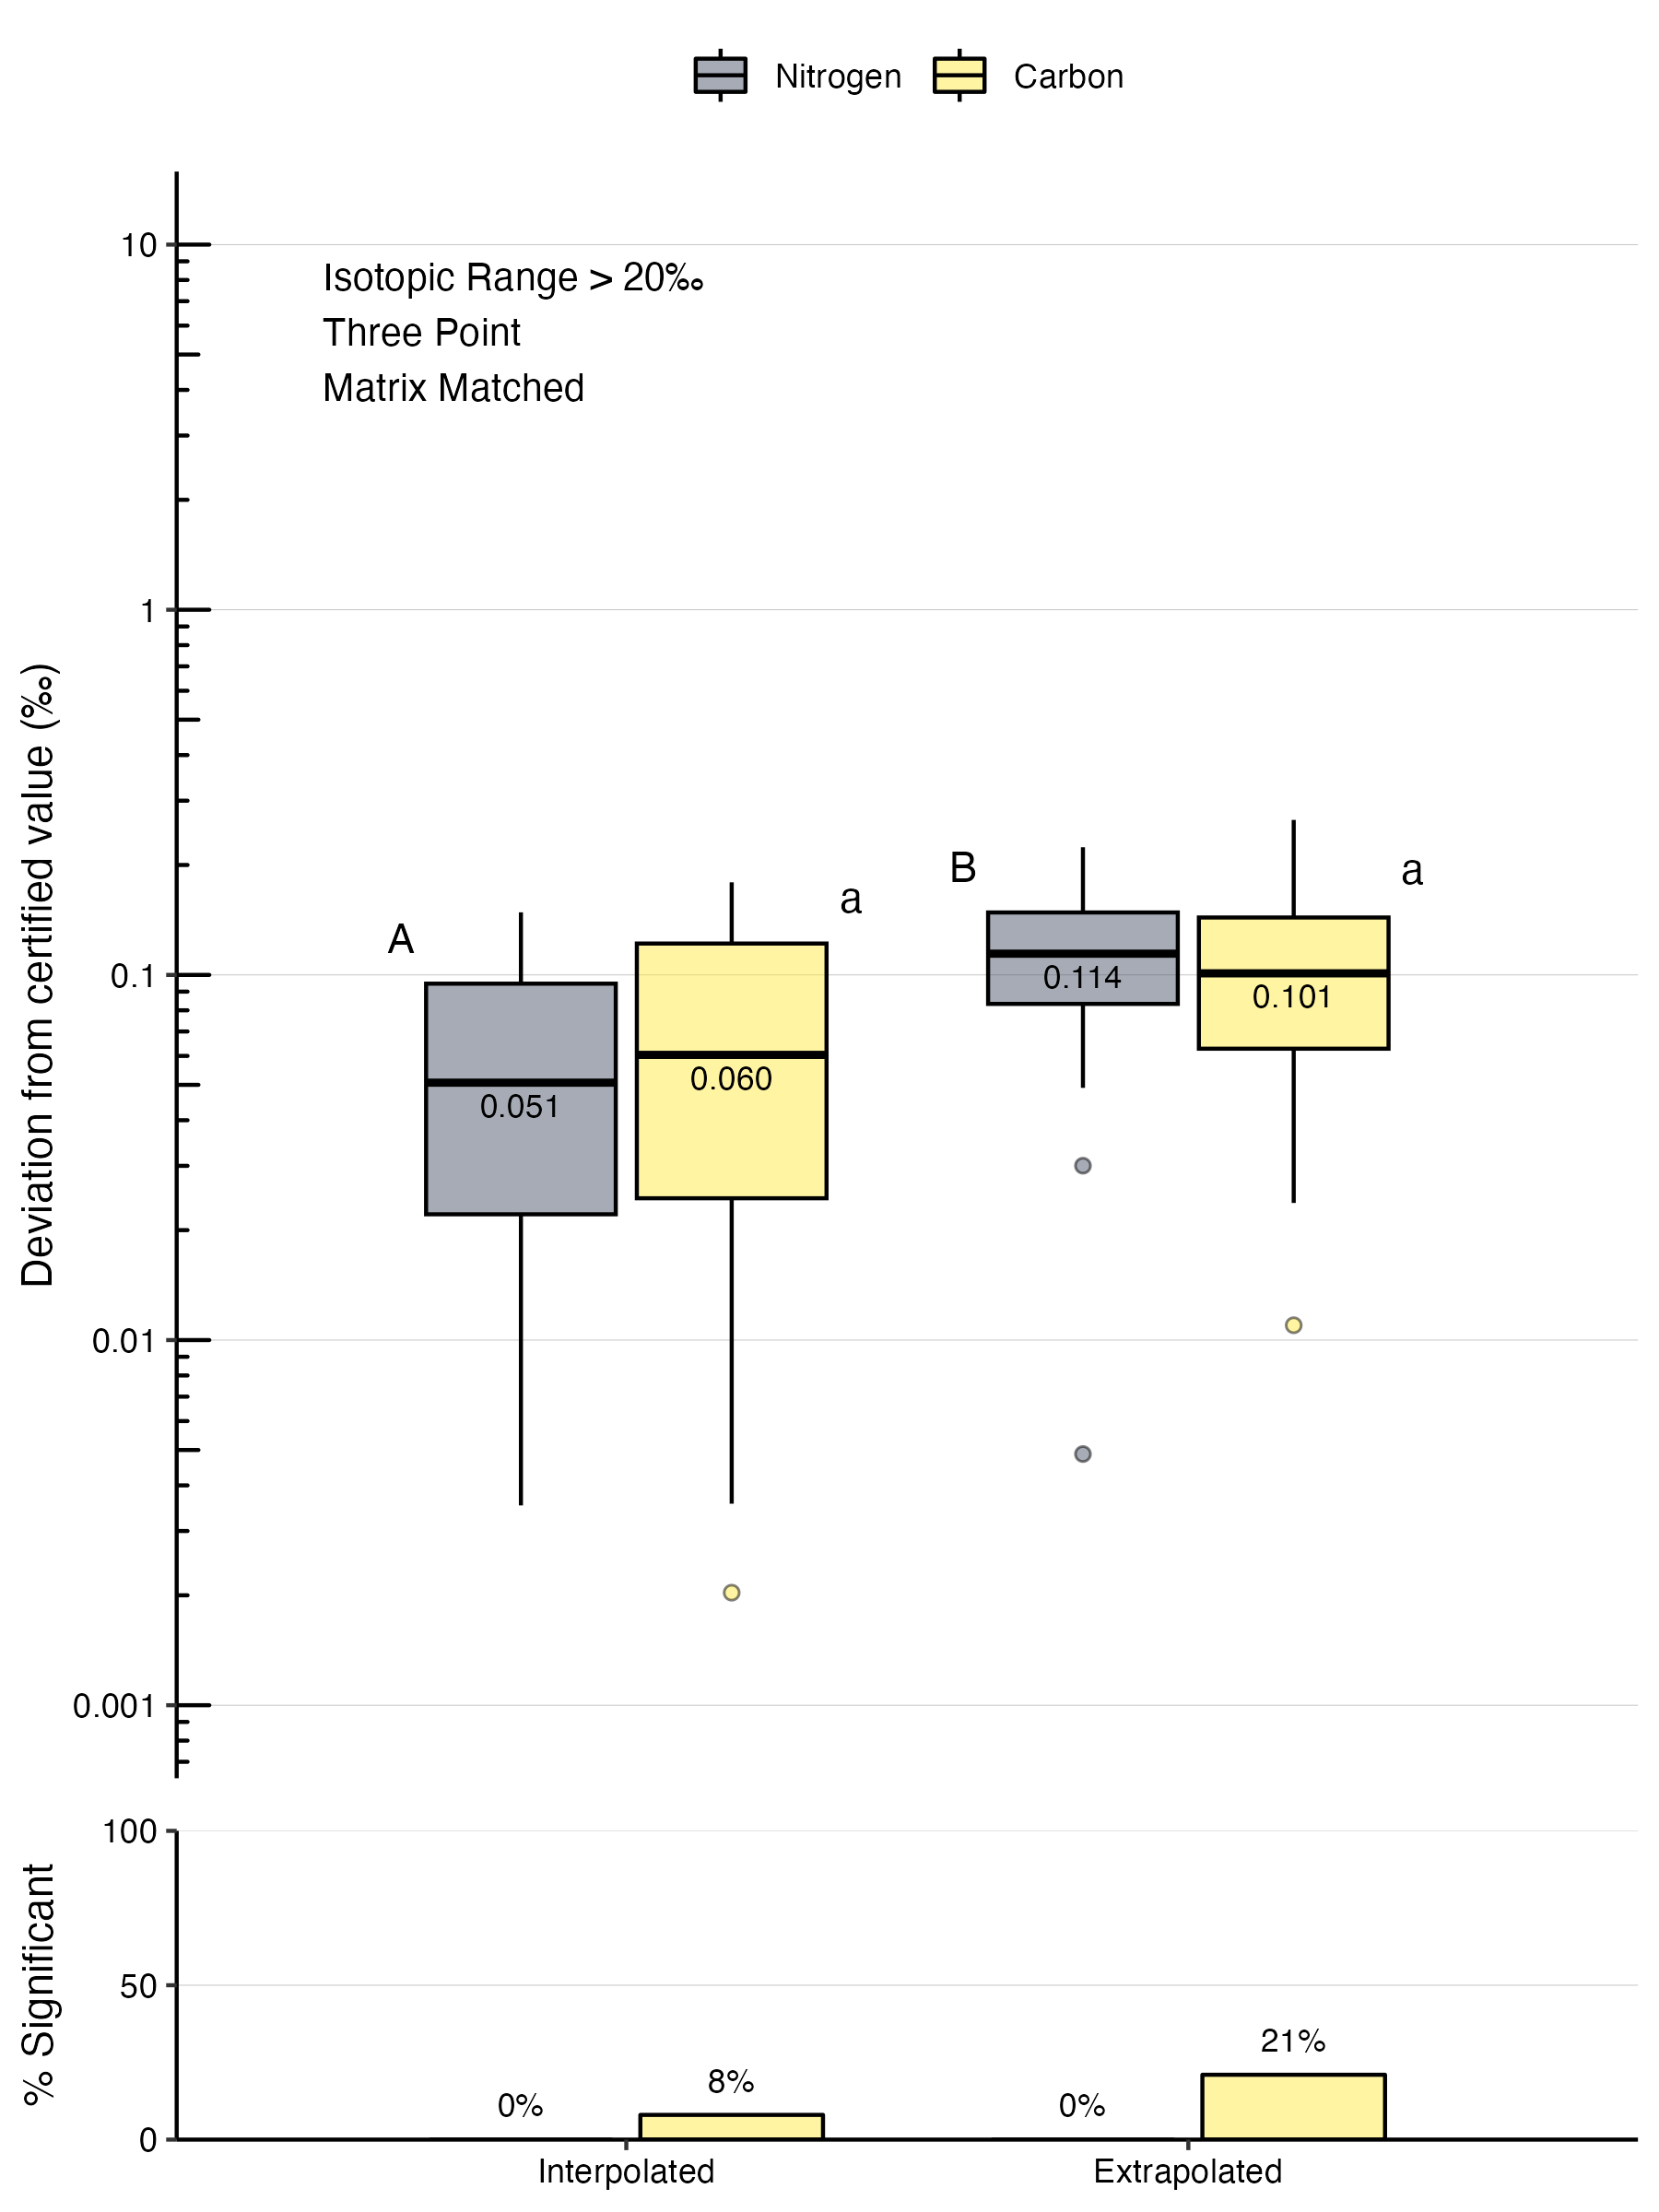 Nitrogen Carbon
10
Isotopic Range > 20‰
Three Point
Matrix Matched
1
Deviation from certified value (‰)
B a
A a
0.1
0.114
0.101
0.060
0.051
0.01
0.001
100
% Significant
50
21%
8%
0% 0%
0
Interpolated Extrapolated